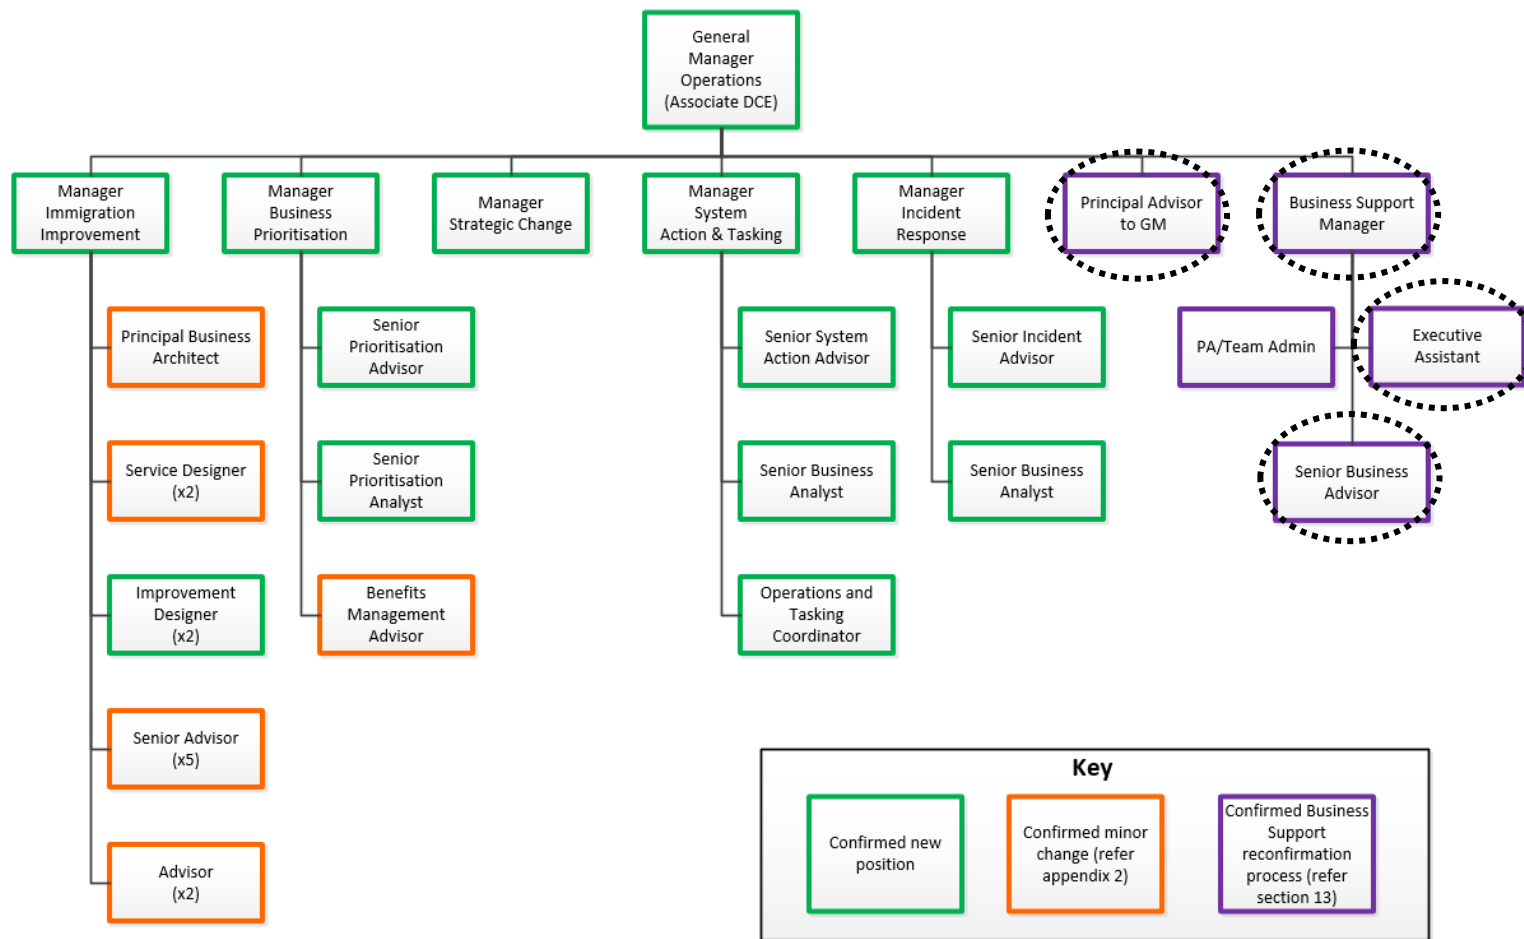 General
Manager
Operations
(Associate DCE)
Manager
Immigration
Improvement
Manager
Business
Prioritisation
Manager
Strategic Change
Manager
System
Action & Tasking
Manager
Incident
Response
Principal Advisor
to GM
Business Support
Manager
Principal Business
Architect
Senior
Prioritisation
Advisor
Senior System
Action Advisor
Senior Incident
Advisor
PA/Team Admin
Executive
Assistant
Service Designer
(x2)
Senior
Prioritisation
Analyst
Senior Business
Analyst
Senior Business
Analyst
Senior Business
Advisor
Improvement
Designer
(x2)
Benefits
Management
Advisor
Operations and
Tasking
Coordinator
Senior Advisor
(x5)
Advisor
(x2)
Key
Confirmed new
position
Confirmed minor
change (refer
appendix 2)
Confirmed Business
Support
reconfirmation
process (refer
section 13)